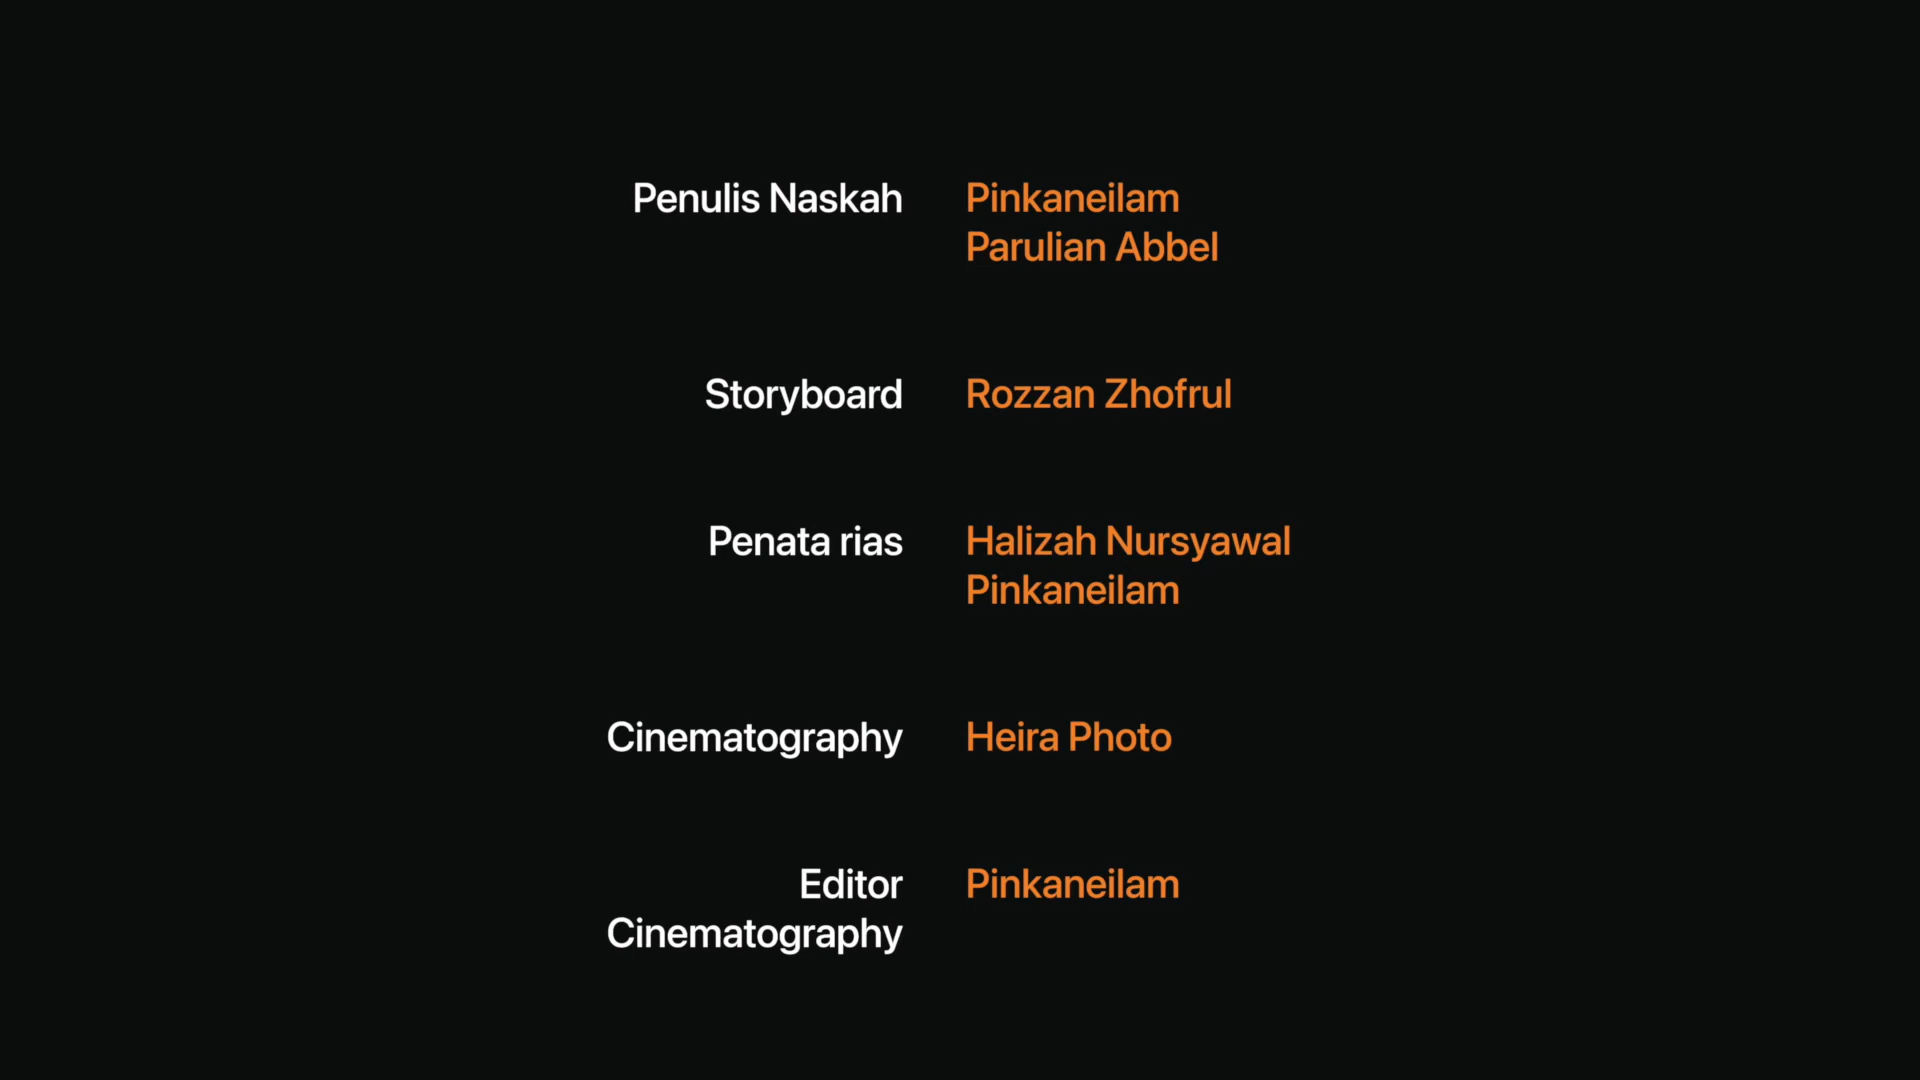 Penulis Naskah Pinkaneilam
Parulian Abbel
Storyboard Rozzan Zhofrul
Penata rias Halizah Nursyawal
Pinkaneilam
Cinematography Heira Photo
Editor Pinkaneilam
Cinematography